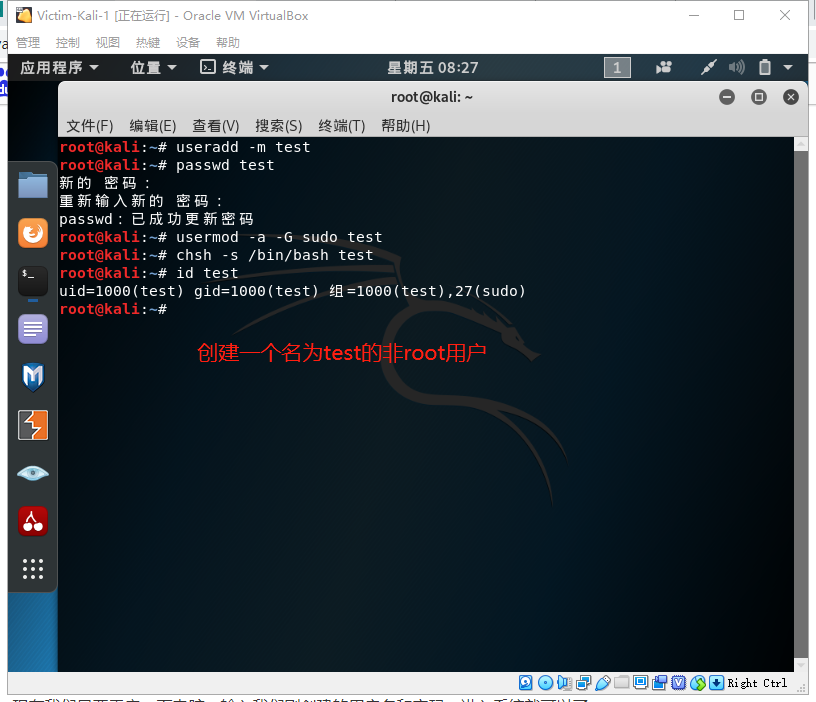 Victim-Kali-1 [正在运行] - Oracle VM VirtualBox
管理 控制 视图 热键 设备 帮助
应用程序 位置 终端 星期五 08:27 1
root@kali: ~
文件(F) 编辑(E) 查看(V) 搜索(S) 终端(T) 帮助(H)
root@kali:~# useradd -m test
root@kali:~# passwd test
新的 密码：
重新输入新的 密码：
passwd：已成功更新密码
root@kali:~# usermod -a -G sudo test
root@kali:~# chsh -s /bin/bash test
root@kali:~# id test
uid=1000(test) gid=1000(test) 组=1000(test),27(sudo)
root@kali:~#
创建一个名为test的非root用户
Right Ctrl